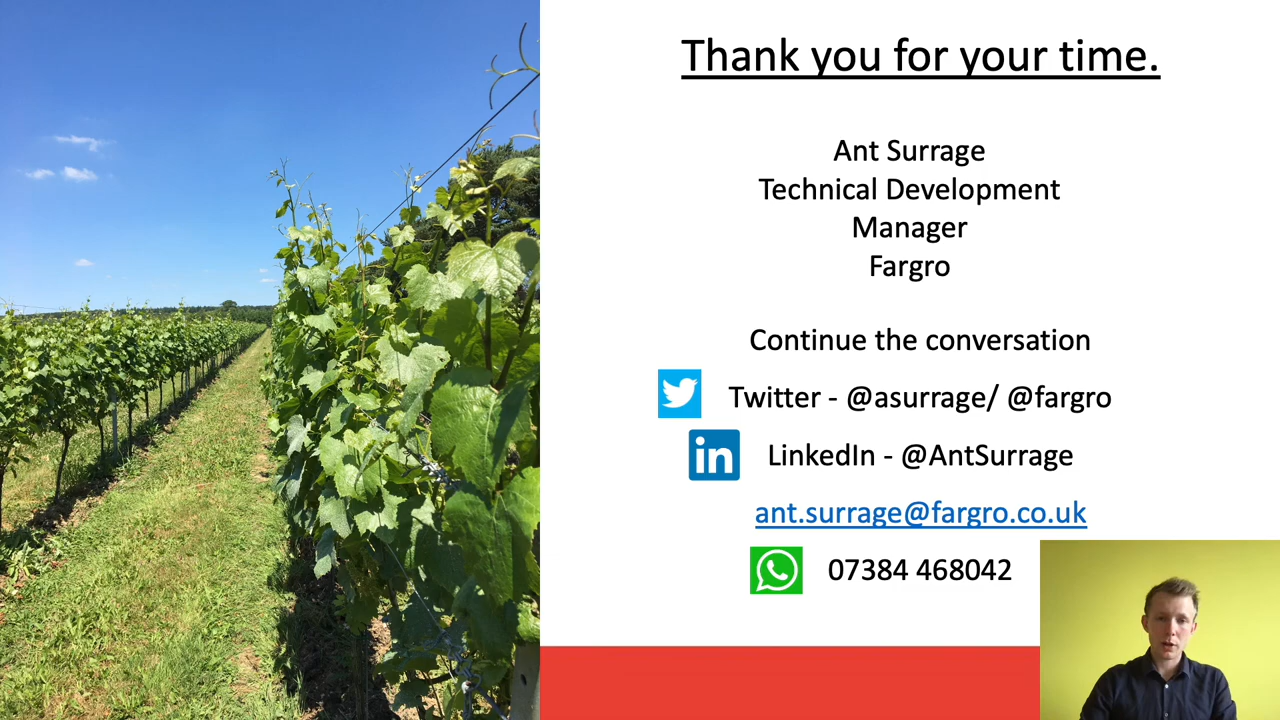 Thank you for your time.
Ant Surrage
Technical Development
Manager
Fargro
Continue the conversation
Twitter - @asurrage/ @fargro
in LinkedIn - @AntSurrage
ant.surrage@fargro.co.uk
07384 468042